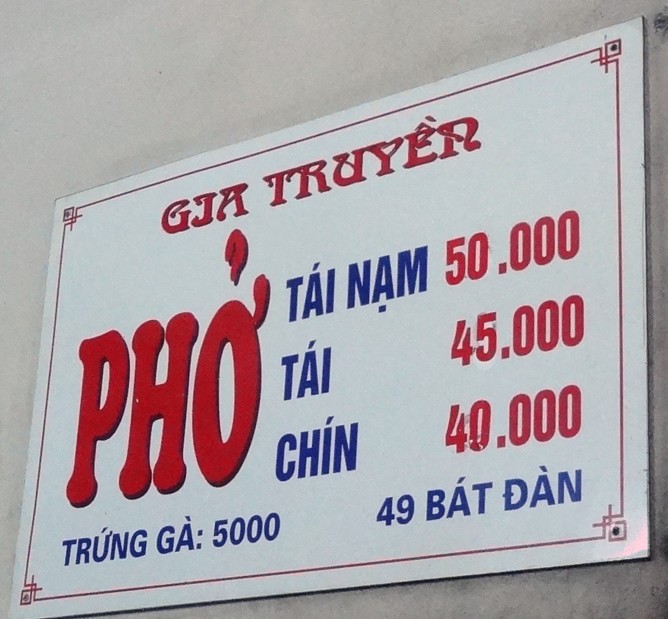 GIA TRUYỀN
PHỞ
TÁI NẠM 50.000
TÁI 45.000
CHÍN 40.000
TRỨNG GÀ: 5000
49 BÁT ĐÀN